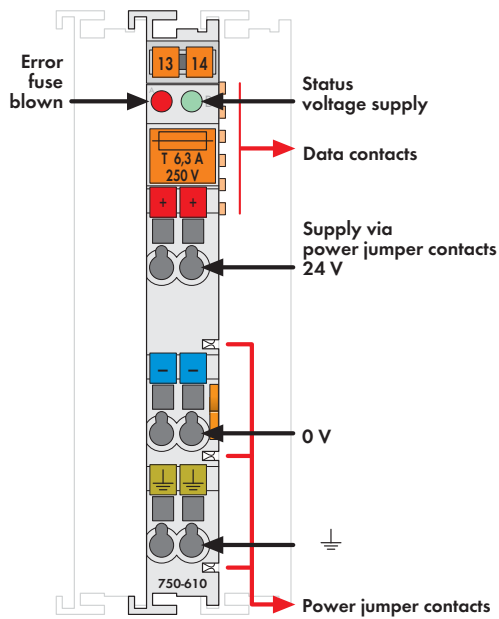 13 14
Error
fuse
blown
Status
voltage supply
Data contacts
T 6,3 A
250 V
+ +
Supply via
power jumper contacts
24 V
– –
0 V
750-610
Power jumper contacts